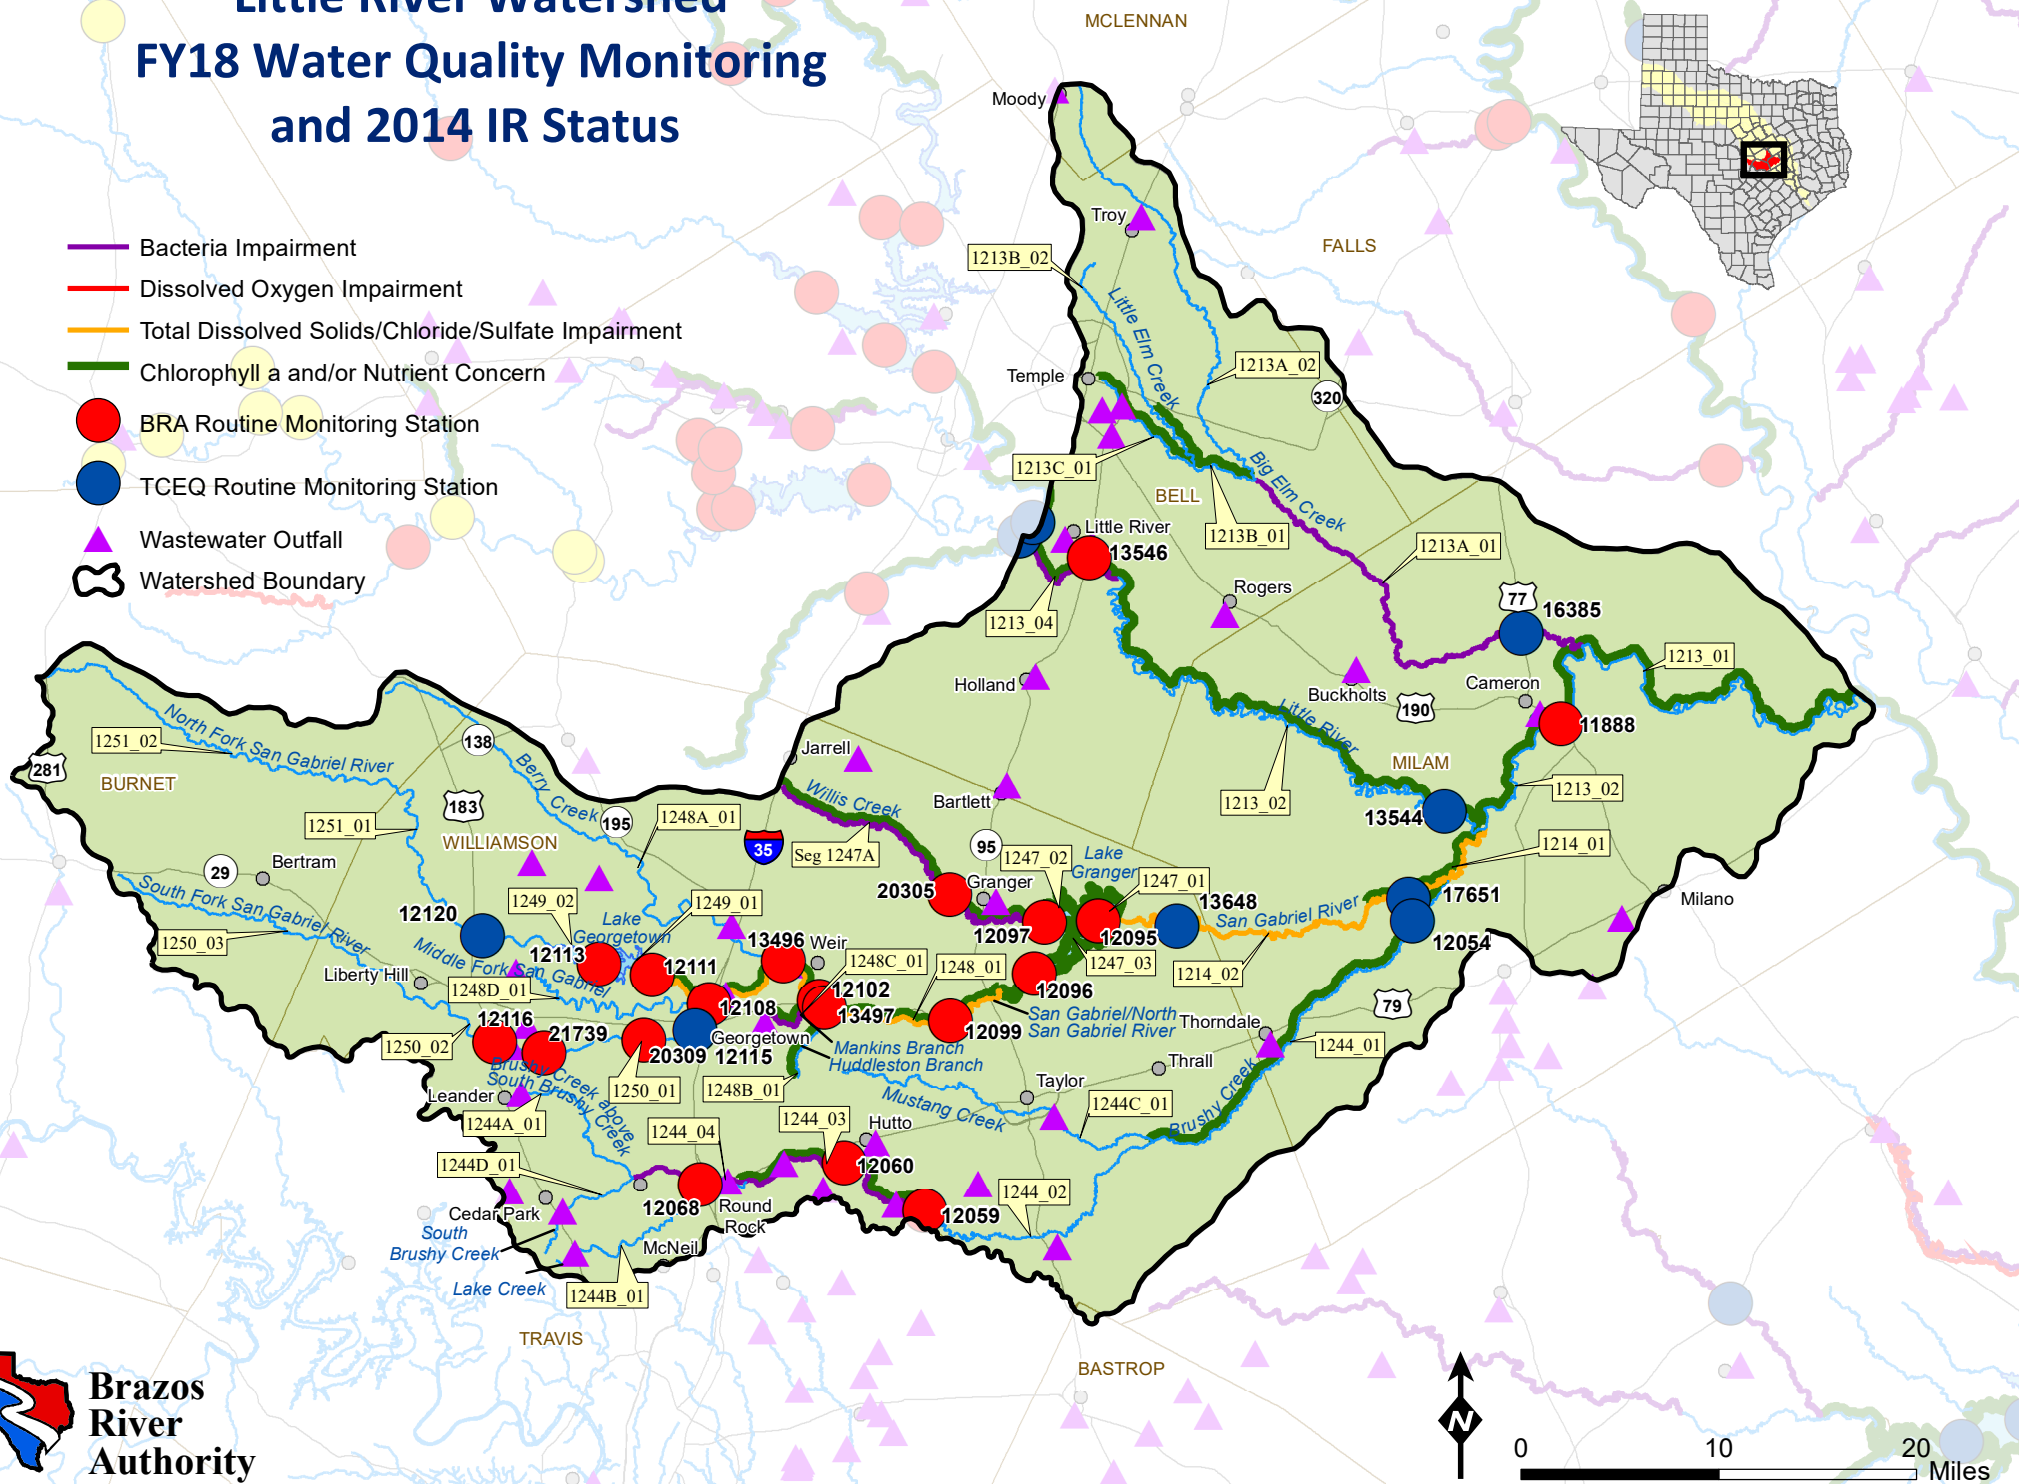 Little River Watershed
FY18 Water Quality Monitoring
and 2014 IR Status
Bacteria Impairment
Dissolved Oxygen Impairment
Total Dissolved Solids/Chloride/Sulfate Impairment
Chlorophyll a and/or Nutrient Concern
BRA Routine Monitoring Station
TCEQ Routine Monitoring Station
Wastewater Outfall
Watershed Boundary
MCLENNAN
Moody
Troy
FALLS
1213B_02
Little Elm Creek
Temple
1213A_02
320
1213C_01
Big Elm Creek
BELL
Little River
13546
1213B_01
1213A_01
Rogers
77
16385
1213_04
1213_01
Holland
Buckholts
190
Cameron
11888
Little River
MILAM
1213_02
1213_02
13544
1214_01
North Fork San Gabriel River
1251_02
281
BURNET
138
Berry Creek
183
195
1248A_01
1251_01
WILLIAMSON
29
Bertram
South Fork San Gabriel River
1250_03
Liberty Hill
Jarrell
Willis Creek
35
Seg 1247A
Bartlett
95
1247_02
Lake
Granger
1247_01
20305
Granger
12097
12095
13648
San Gabriel River
17651
12054
Milano
1247_03
1214_02
12096
12120
1249_02
1249_01
Lake
Georgetown
12113
12111
13496
Weir
1248C_01
1248_01
12102
13497
12099
San Gabriel/North
San Gabriel River
Middle Fork San Gabriel
1248D_01
12108
12116
21739
20309
Georgetown
12115
1250_02
1250_01
1248B_01
Mankins Branch
Huddleston Branch
Mustang Creek
Thorndale
79
1244_01
Thrall
Taylor
1244C_01
Brushy Creek
Brushy Creek above
South Brushy Creek
Leander
1244A_01
1244_03
1244_04
Hutto
1244D_01
12060
12068
Round
Rock
12059
1244_02
Cedar Park
South
Brushy Creek
McNeil
Lake Creek
1244B_01
TRAVIS
BASTROP
Brazos
River
Authority
N
0 10 20
Miles